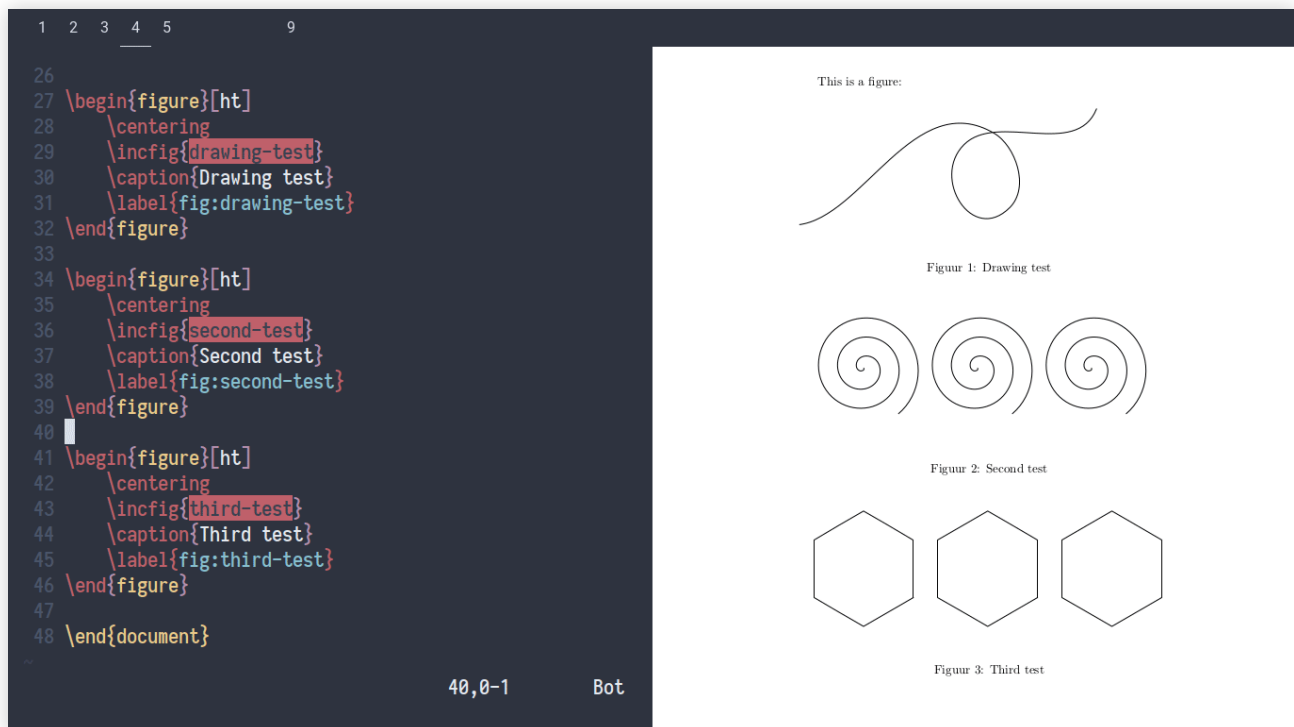 1 2 3 4 5 9
26
27 \begin{figure}[ht]
28     \centering
29     \incfig{drawing-test}
30     \caption{Drawing test}
31     \label{fig:drawing-test}
32 \end{figure}
33
34 \begin{figure}[ht]
35     \centering
36     \incfig{second-test}
37     \caption{Second test}
38     \label{fig:second-test}
39 \end{figure}
40
41 \begin{figure}[ht]
42     \centering
43     \incfig{third-test}
44     \caption{Third test}
45     \label{fig:third-test}
46 \end{figure}
47
48 \end{document}
~
40,0-1 Bot
This is a figure:
Figuur 1: Drawing test
Figuur 2: Second test
Figuur 3: Third test